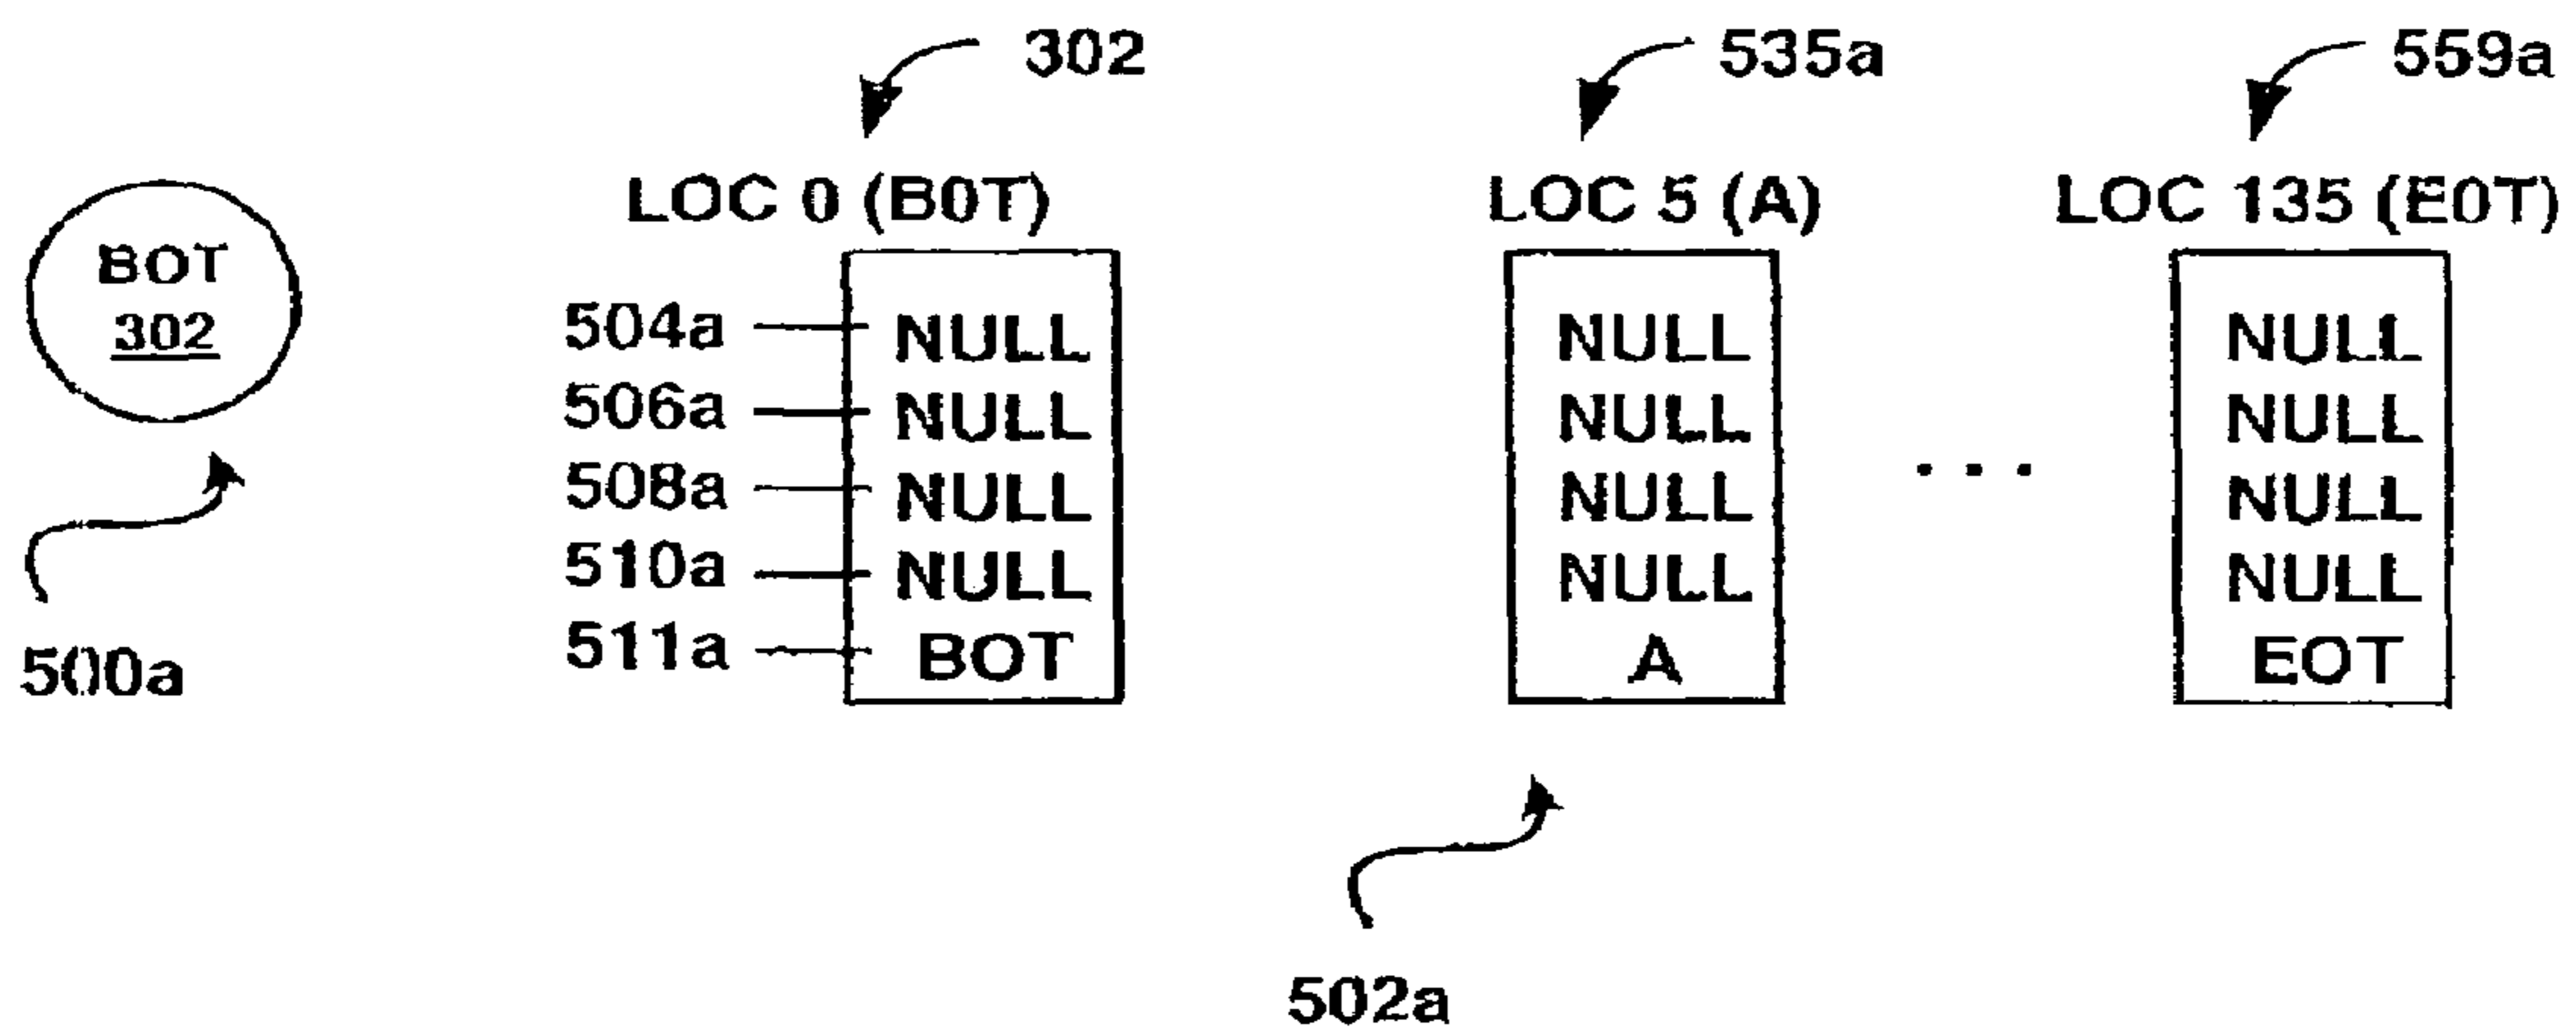 302 535a 559a
LOC 0 (B0T) LOC 5 (A) LOC 135 (E0T)
BOT
302
504a NULL NULL NULL
506a NULL NULL NULL
508a NULL NULL NULL
510a NULL NULL NULL
511a BOT A EOT
500a
. . .
502a